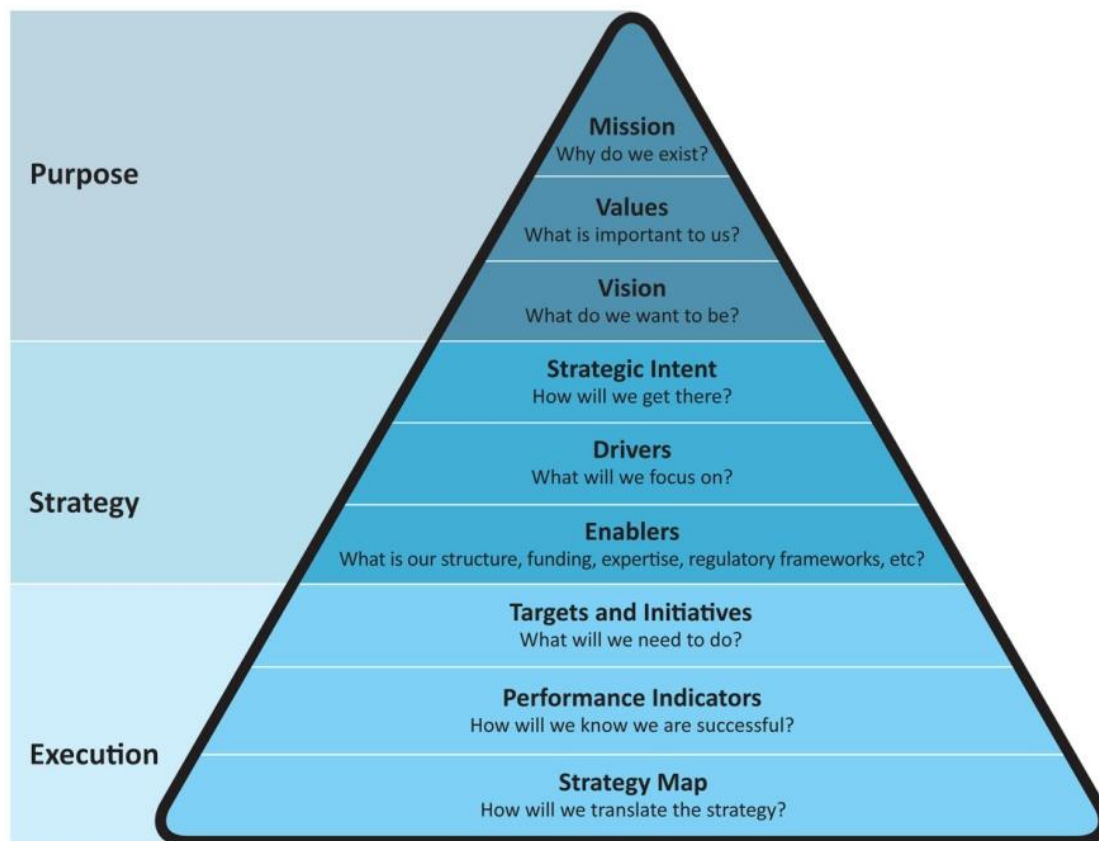 Purpose
Mission
Why do we exist?
Values
What is important to us?
Vision
What do we want to be?
Strategy
Strategic Intent
How will we get there?
Drivers
What will we focus on?
Enablers
What is our structure, funding, expertise, regulatory frameworks, etc?
Execution
Targets and Initiatives
What will we need to do?
Performance Indicators
How will we know we are successful?
Strategy Map
How will we translate the strategy?